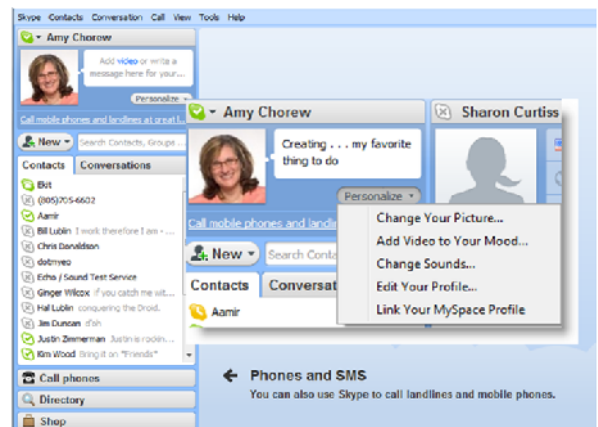 Skype Contacts Conversation Call View Tools Help
Amy Chorew
Add video or write a
message here for your...
Personalize
Call mobile phones and landlines at great l...
New
Search Contacts, Groups ...
Contacts Conversations
Ekit
(805)705-6602
Aamir
Bill Lublin I work therefore I am - ...
Chris Donaldson
dotmveo
Echo / Sound Test Service
Ginger Wilcox if you catch me wit...
Hal Lublin conquering the Droid.
Jim Duncan d'oh
Justin Zimmerman Justin is rockin...
Kim Wood Bring it on "Friends"
Call phones
Directory
Shop
Amy Chorew
Sharon Curtiss
Creating . . . my favorite
thing to do
Personalize
Call mobile phones and landli
Change Your Picture...
Add Video to Your Mood...
Change Sounds...
Edit Your Profile...
Link Your MySpace Profile
New
Search Conta
Contacts Conversat
Aamir
Phones and SMS
You can also use Skype to call landlines and mobile phones.